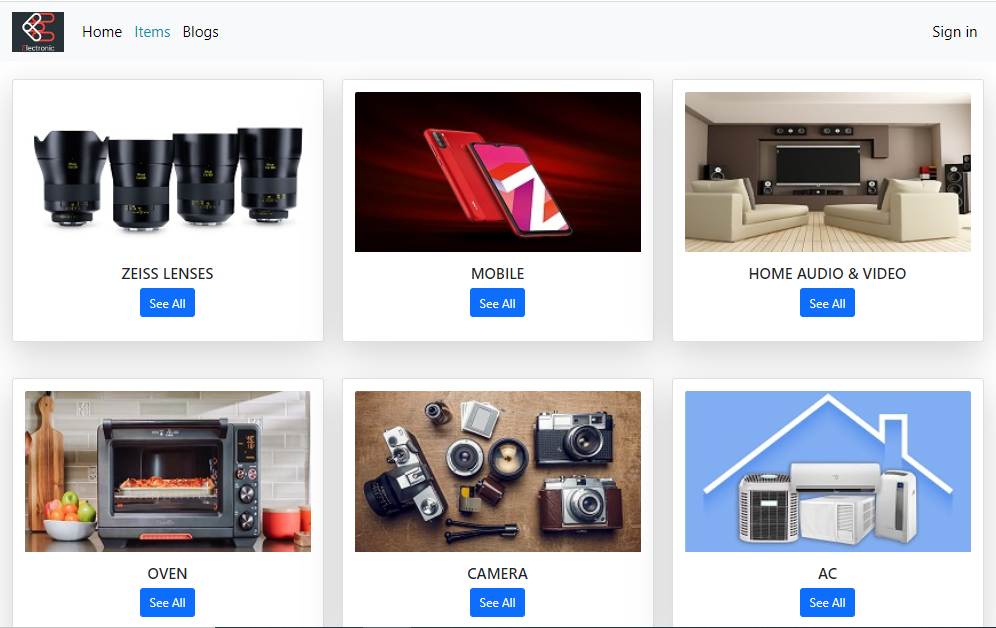 Electronic
Home Items Blogs Sign in
ZEISS LENSES
See All
MOBILE
See All
HOME AUDIO & VIDEO
See All
OVEN
See All
CAMERA
See All
AC
See All